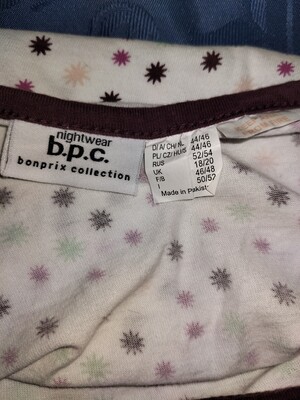 nightwear
b.p.c.
bonprix collection
D/A/CH/NL 44/46
PL/CZ/HU/S 44/46
RUS 52/54
UK 18/20
F/B 46/48
I 50/52
Made in Pakist